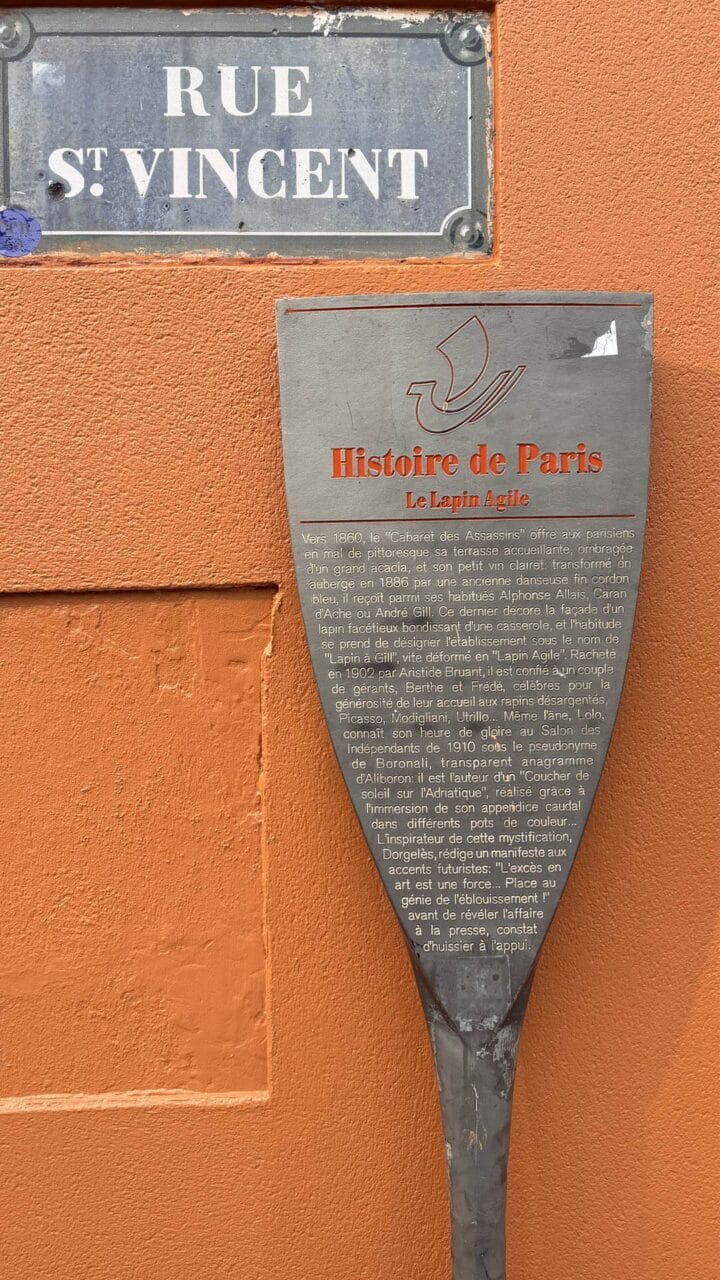 RUE
ST. VINCENT
Histoire de Paris
Le Lapin Agile
Vers 1860, le "Cabaret des Assassins" offre aux parisiens
en mal de pittoresque sa terrasse accueillante, ombragée
d'un grand acacia, et son petit vin clairet. transformé en
auberge en 1886 par une ancienne danseuse fin cordon
bleu, il reçoit parmi ses habitués Alphonse Allais, Caran
d'Ache ou André Gill. Ce dernier décore la façade d'un
lapin facétieux bondissant d'une casserole, et l'habitude
se prend de désigner l'établissement sous le nom de
"Lapin à Gill", vite déformé en "Lapin Agile". Racheté
en 1902 par Aristide Bruant, il est confié à un couple
de gérants, Berthe et Frédé, célèbres pour la
générosité de leur accueil aux rapins désargentés,
Picasso, Modigliani, Utrillo... Même l'âne, Lolo,
connaît son heure de gloire au Salon des
Indépendants de 1910 sous le pseudonyme
de Boronali, transparent anagramme
d'Aliboron: il est l'auteur d'un "Coucher de
soleil sur l'Adriatique", réalisé grâce à
l'immersion de son appendice caudal
dans différents pots de couleur...
L'inspirateur de cette mystification,
Dorgelès, rédige un manifeste aux
accents futuristes: "L'excès en
art est une force... Place au
génie de l'éblouissement !"
avant de révéler l'affaire
à la presse, constat
d'huissier à l'appui.